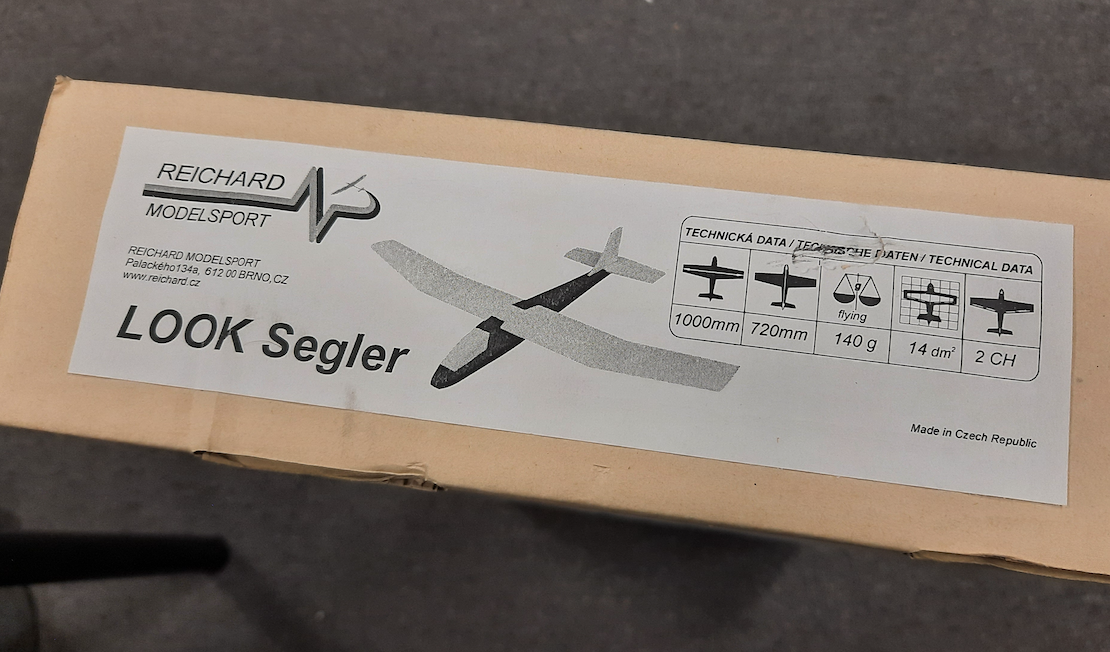 REICHARD
MODELSPORT
REICHARD MODELSPORT
Palackého134a, 612 00 BRNO, CZ
www.reichard.cz
LOOK Segler
TECHNICKÁ DATA / TECHNISCHE DATEN / TECHNICAL DATA
flying
1000mm 720mm 140 g 14 dm² 2 CH
Made in Czech Republic